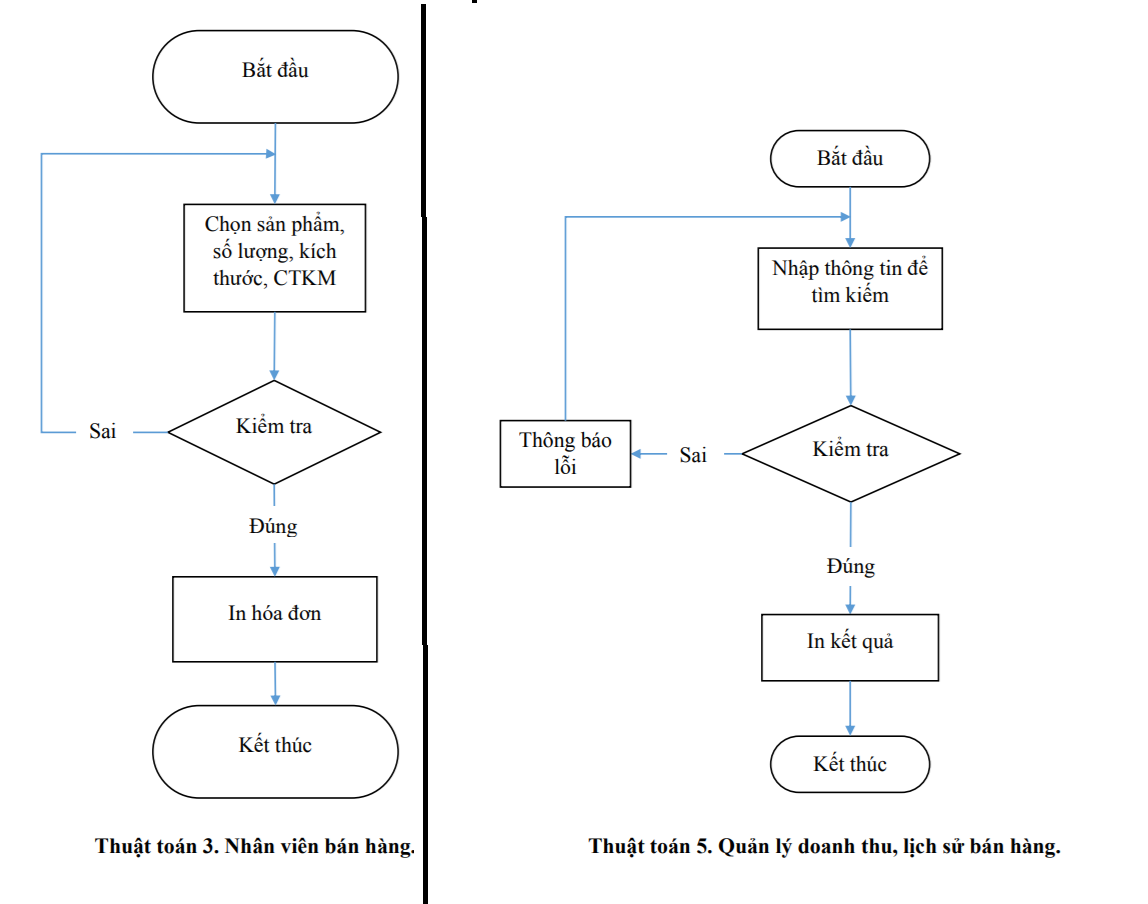 Bắt đầu
Chọn sản phẩm,
số lượng, kích
thước, CTKM
Sai
Kiểm tra
Đúng
In hóa đơn
Kết thúc
Thuật toán 3. Nhân viên bán hàng.
Bắt đầu
Nhập thông tin để
tìm kiếm
Thông báo
lỗi
Sai
Kiểm tra
Đúng
In kết quả
Kết thúc
Thuật toán 5. Quản lý doanh thu, lịch sử bán hàng.